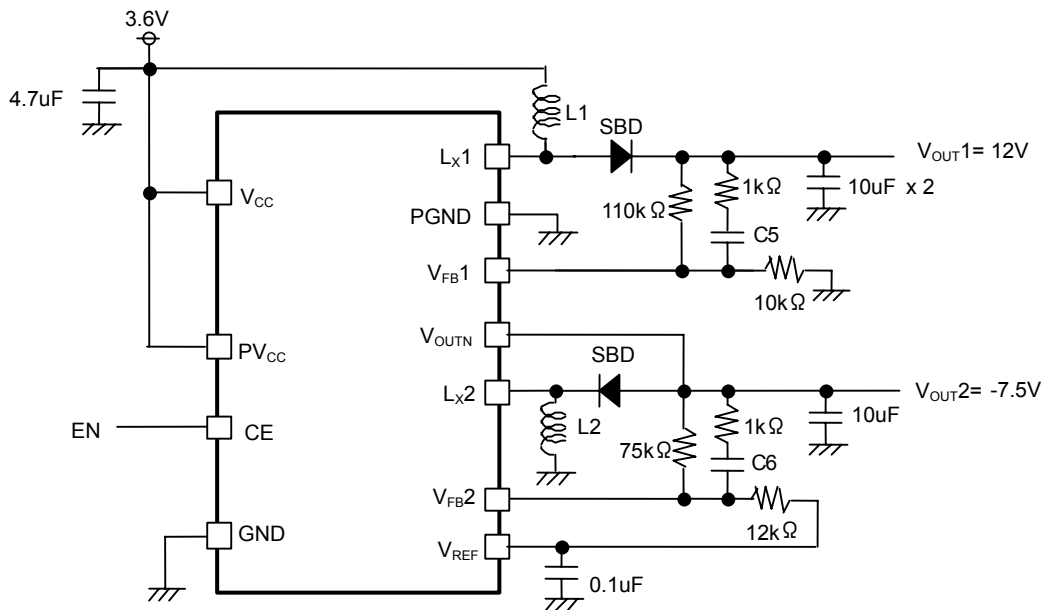 3.6V
4.7uF
L1
SBD
LX1
VOUT1= 12V
VCC
1kΩ
10uF x 2
110kΩ
PGND
C5
VFB1
10kΩ
VOUTN
PVCC
SBD
LX2
VOUT2= -7.5V
EN
CE
L2
1kΩ
10uF
75kΩ
C6
VFB2
12kΩ
GND
VREF
0.1uF